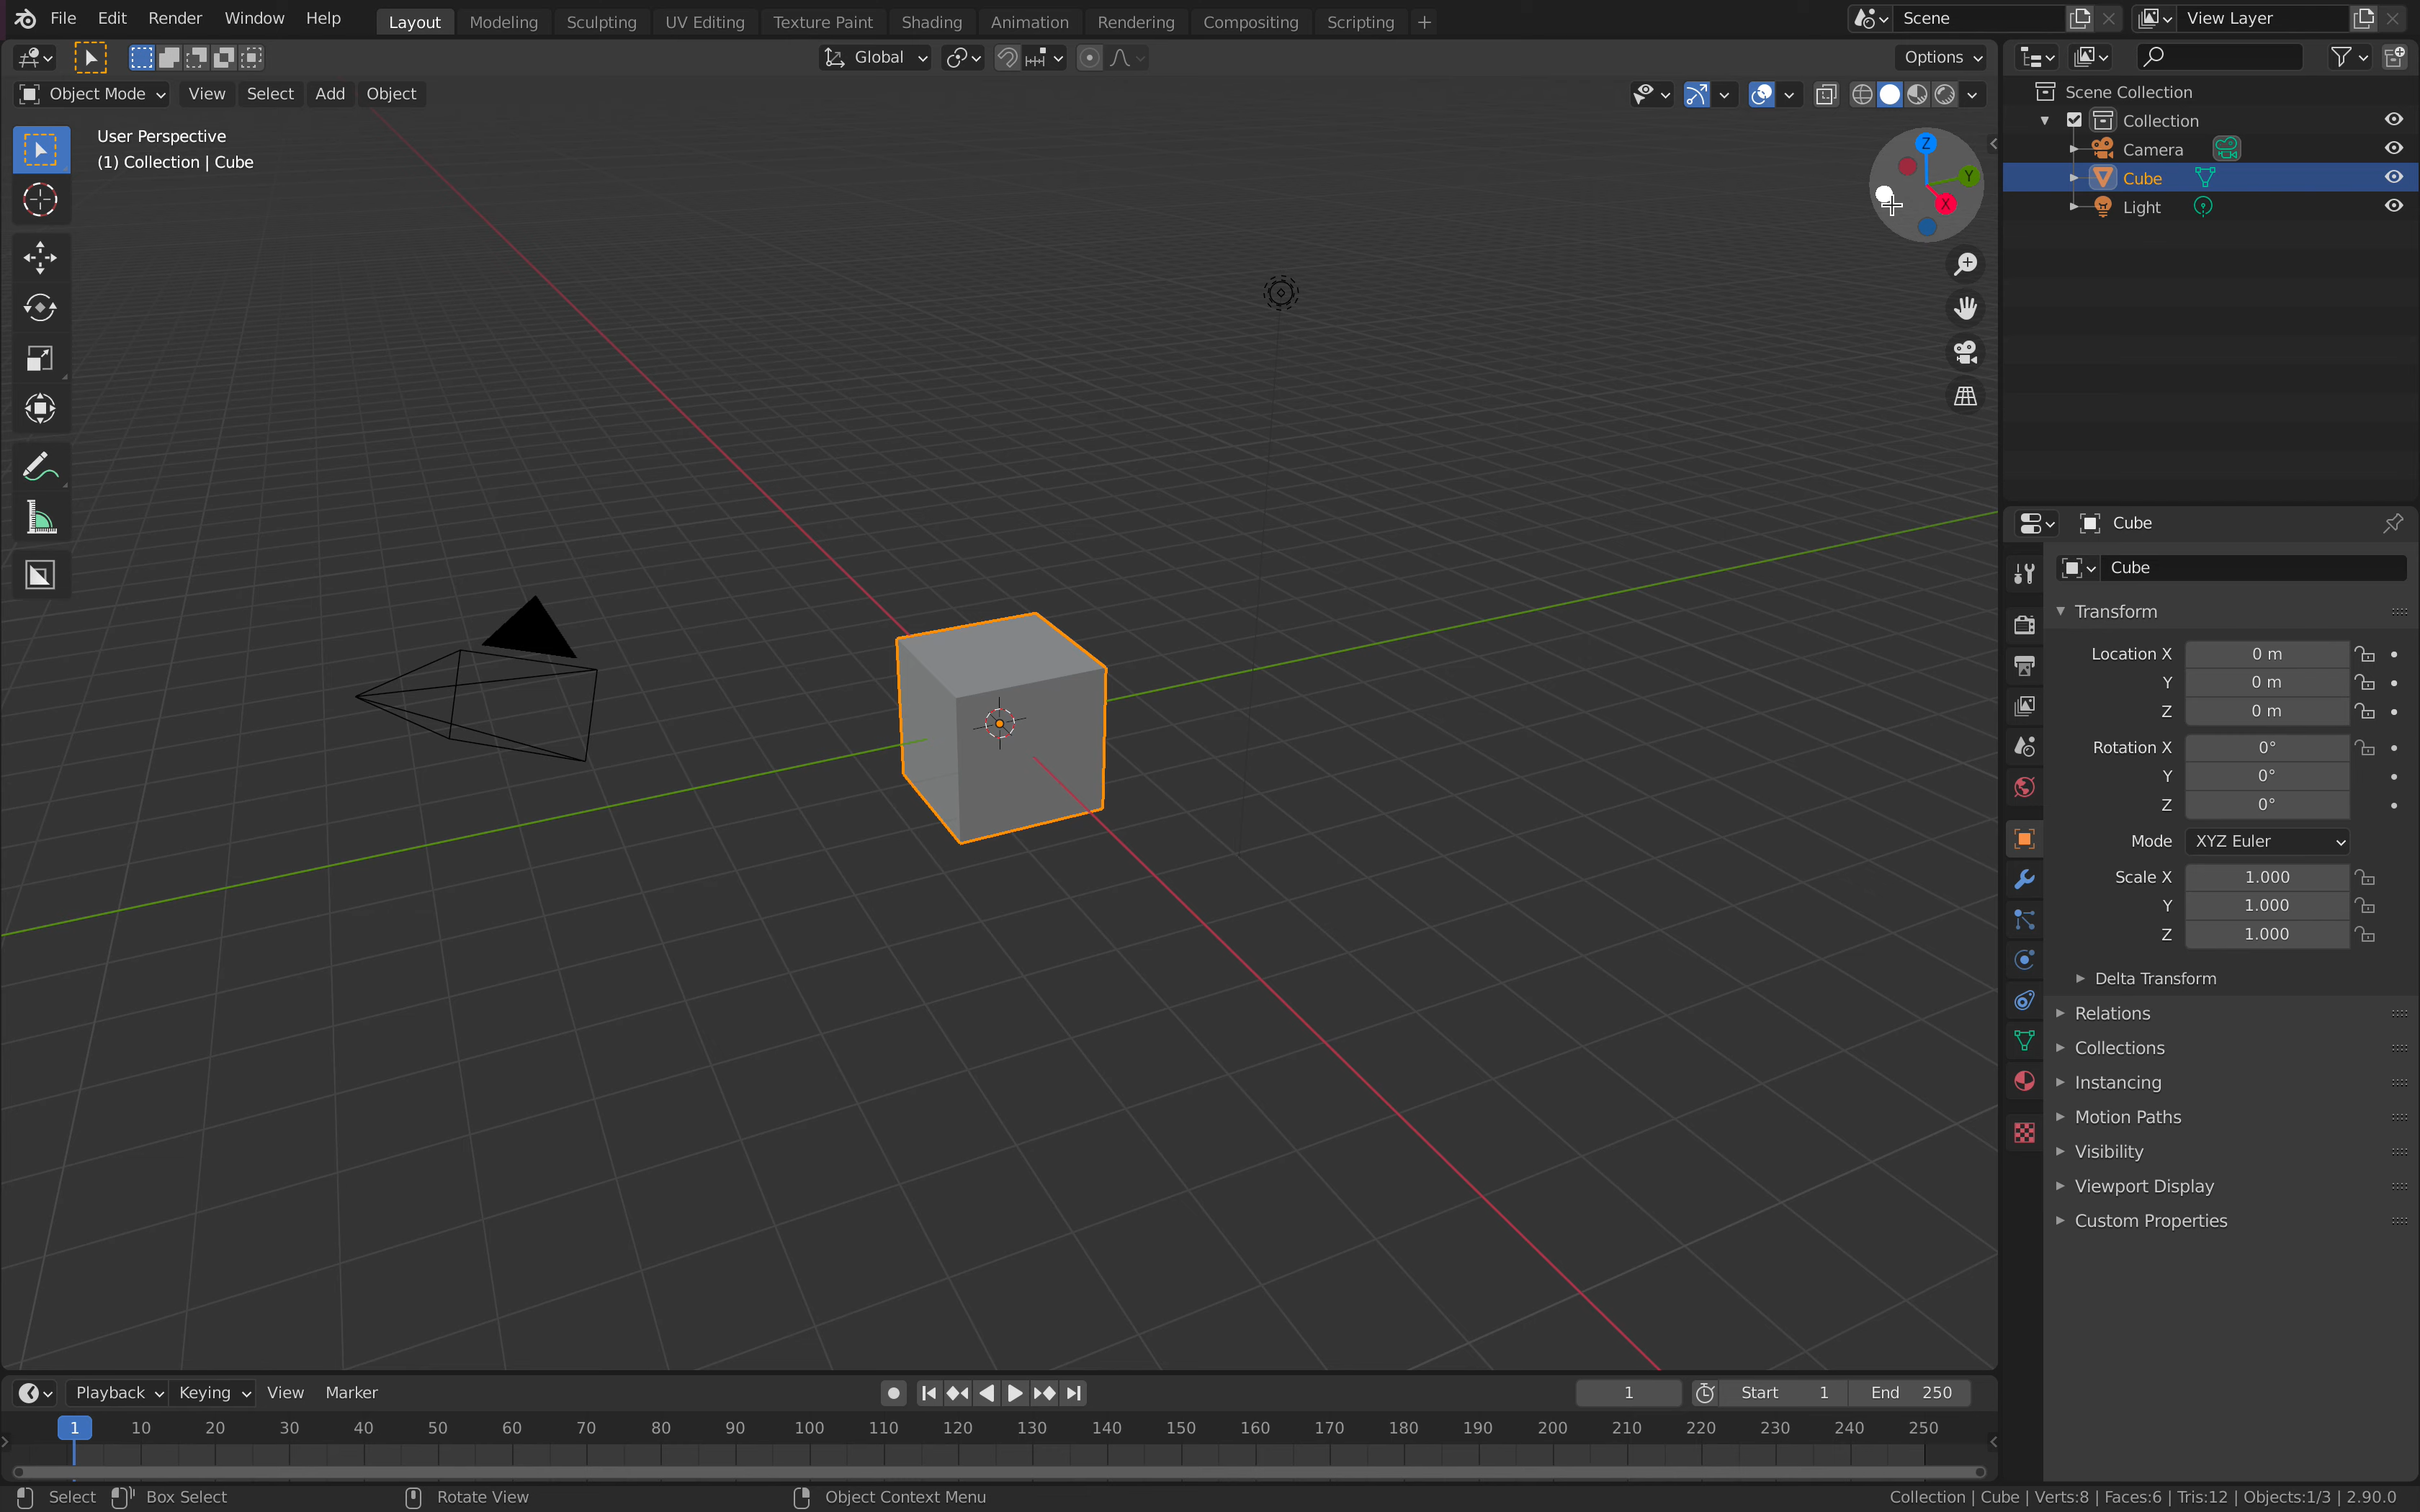 File Edit Render Window Help Layout Modeling Sculpting UV Editing Texture Paint Shading Animation Rendering Compositing Scripting + Scene View Layer
Global Options
Object Mode View Select Add Object
User Perspective
(1) Collection | Cube
Z
Y
X
Scene Collection
Collection
Camera
Cube
Light
Cube
Cube
Transform
Location X 0 m
Y 0 m
Z 0 m
Rotation X 0°
Y 0°
Z 0°
Mode XYZ Euler
Scale X 1.000
Y 1.000
Z 1.000
Delta Transform
Relations
Collections
Instancing
Motion Paths
Visibility
Viewport Display
Custom Properties
Playback Keying View Marker 1 Start 1 End 250
1 10 20 30 40 50 60 70 80 90 100 110 120 130 140 150 160 170 180 190 200 210 220 230 240 250
Select Box Select Rotate View Object Context Menu Collection | Cube | Verts:8 | Faces:6 | Tris:12 | Objects:1/3 | 2.90.0